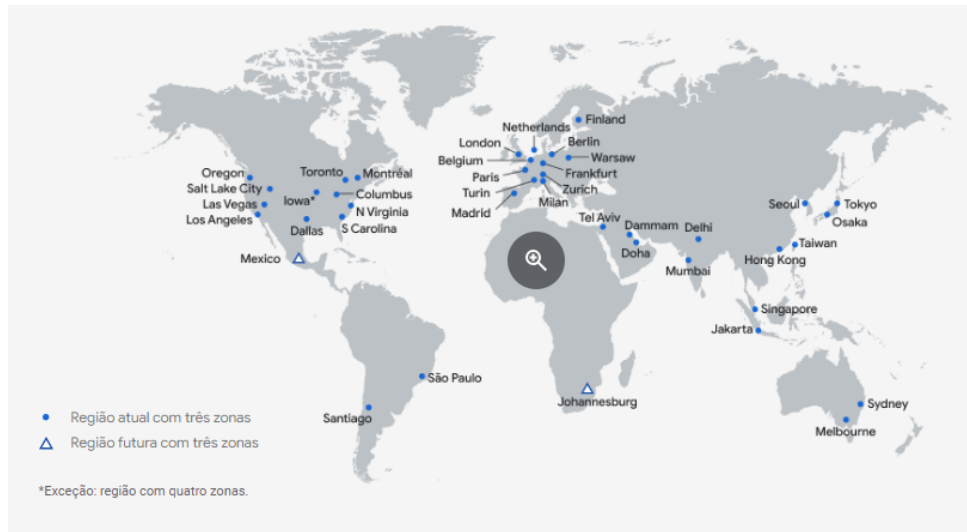 Finland
Netherlands
Berlin
London
Warsaw
Belgium
Frankfurt
Paris
Zurich
Turin
Milan
Madrid
Oregon
Toronto
Montréal
Salt Lake City
Iowa*
Columbus
Las Vegas
N Virginia
Los Angeles
S Carolina
Dallas
Mexico
Tel Aviv
Dammam
Delhi
Doha
Mumbai
Seoul
Tokyo
Osaka
Taiwan
Hong Kong
Singapore
Jakarta
São Paulo
Santiago
Johannesburg
Sydney
Melbourne
Região atual com três zonas
Região futura com três zonas
*Exceção: região com quatro zonas.